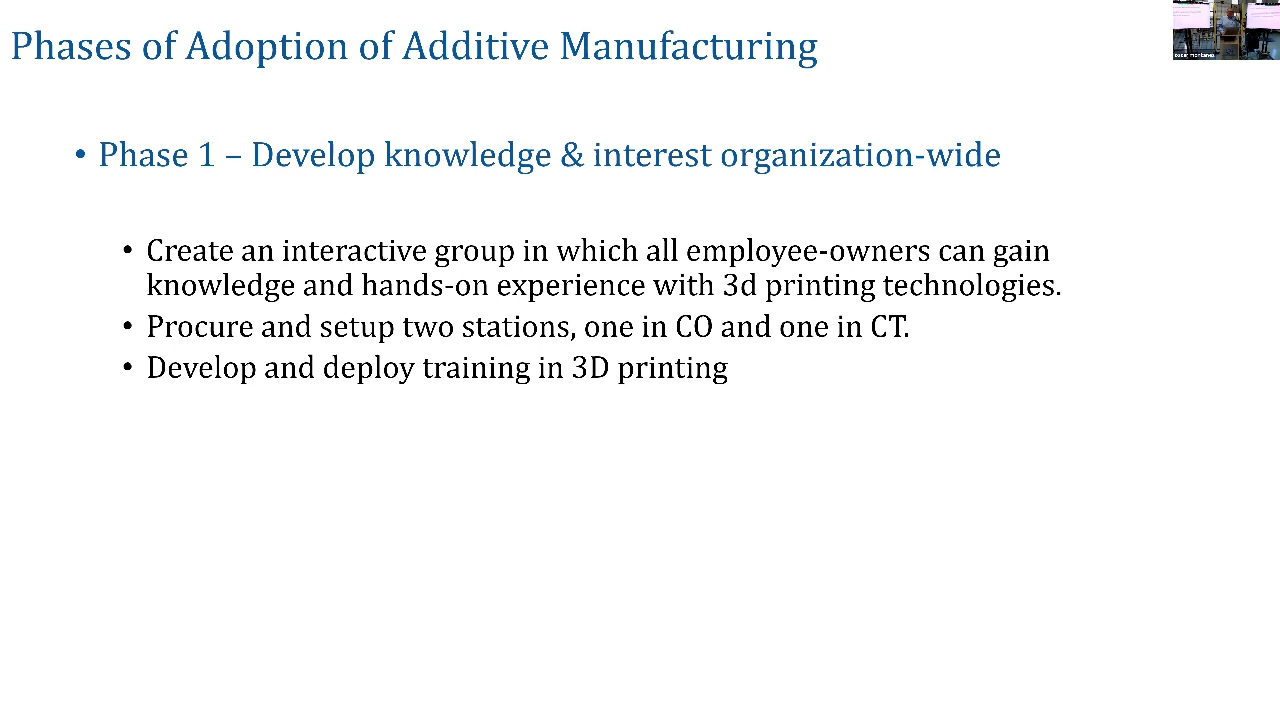 Phases of Adoption of Additive Manufacturing
• Phase 1 – Develop knowledge & interest organization-wide
• Create an interactive group in which all employee-owners can gain
knowledge and hands-on experience with 3d printing technologies.
• Procure and setup two stations, one in CO and one in CT.
• Develop and deploy training in 3D printing